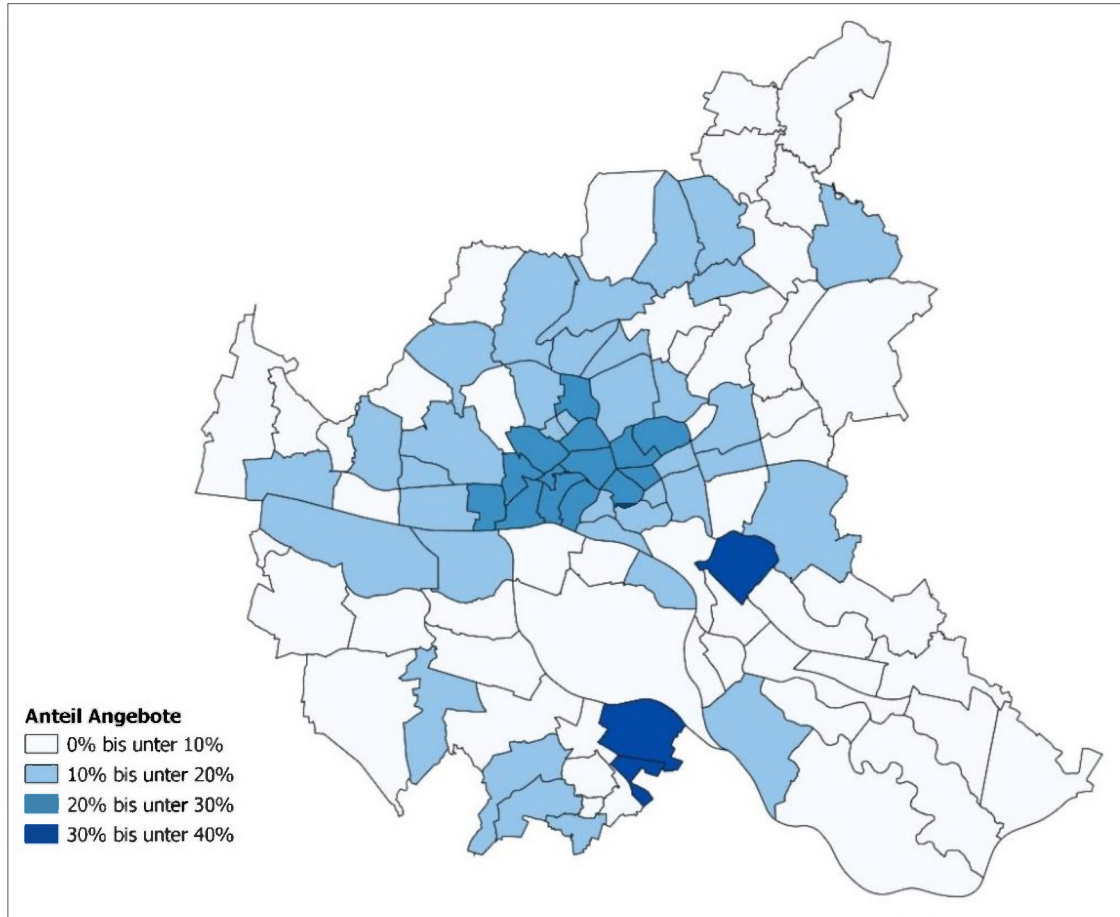 Anteil Angebote
0% bis unter 10%
10% bis unter 20%
20% bis unter 30%
30% bis unter 40%